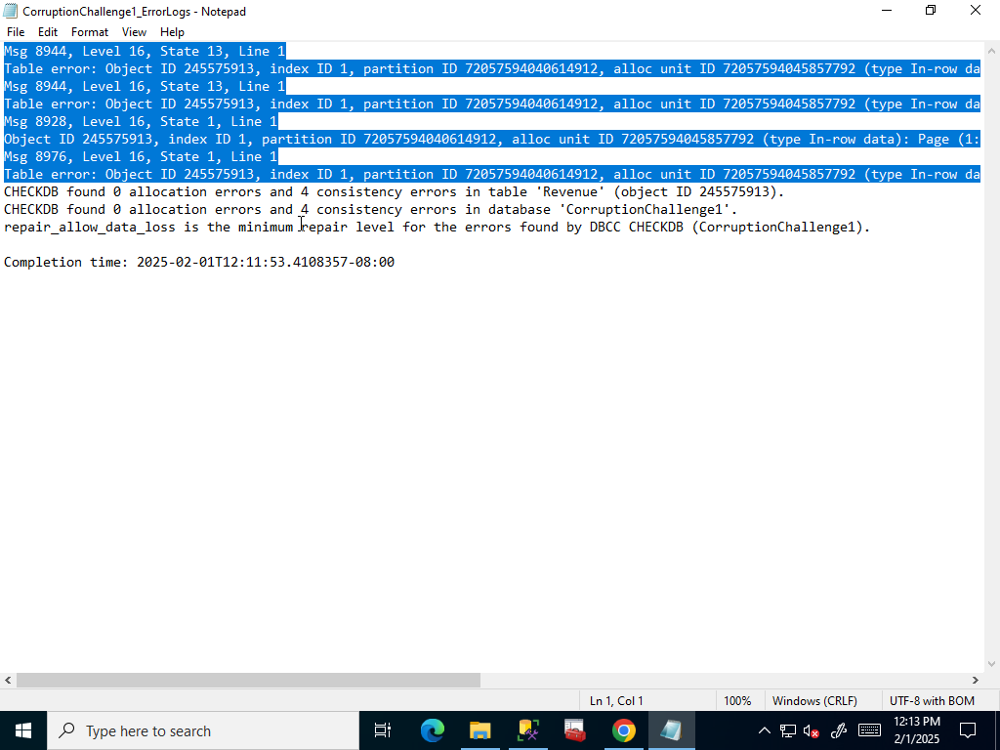 CorruptionChallenge1_ErrorLogs - Notepad
File Edit Format View Help
Msg 8944, Level 16, State 13, Line 1
Table error: Object ID 245575913, index ID 1, partition ID 72057594040614912, alloc unit ID 72057594045857792 (type In-row da
Msg 8944, Level 16, State 13, Line 1
Table error: Object ID 245575913, index ID 1, partition ID 72057594040614912, alloc unit ID 72057594045857792 (type In-row da
Msg 8928, Level 16, State 1, Line 1
Object ID 245575913, index ID 1, partition ID 72057594040614912, alloc unit ID 72057594045857792 (type In-row data): Page (1:
Msg 8976, Level 16, State 1, Line 1
Table error: Object ID 245575913, index ID 1, partition ID 72057594040614912, alloc unit ID 72057594045857792 (type In-row da
CHECKDB found 0 allocation errors and 4 consistency errors in table 'Revenue' (object ID 245575913).
CHECKDB found 0 allocation errors and 4 consistency errors in database 'CorruptionChallenge1'.
repair_allow_data_loss is the minimum repair level for the errors found by DBCC CHECKDB (CorruptionChallenge1).
Completion time: 2025-02-01T12:11:53.4108357-08:00
Ln 1, Col 1 100% Windows (CRLF) UTF-8 with BOM
Type here to search
12:13 PM
2/1/2025